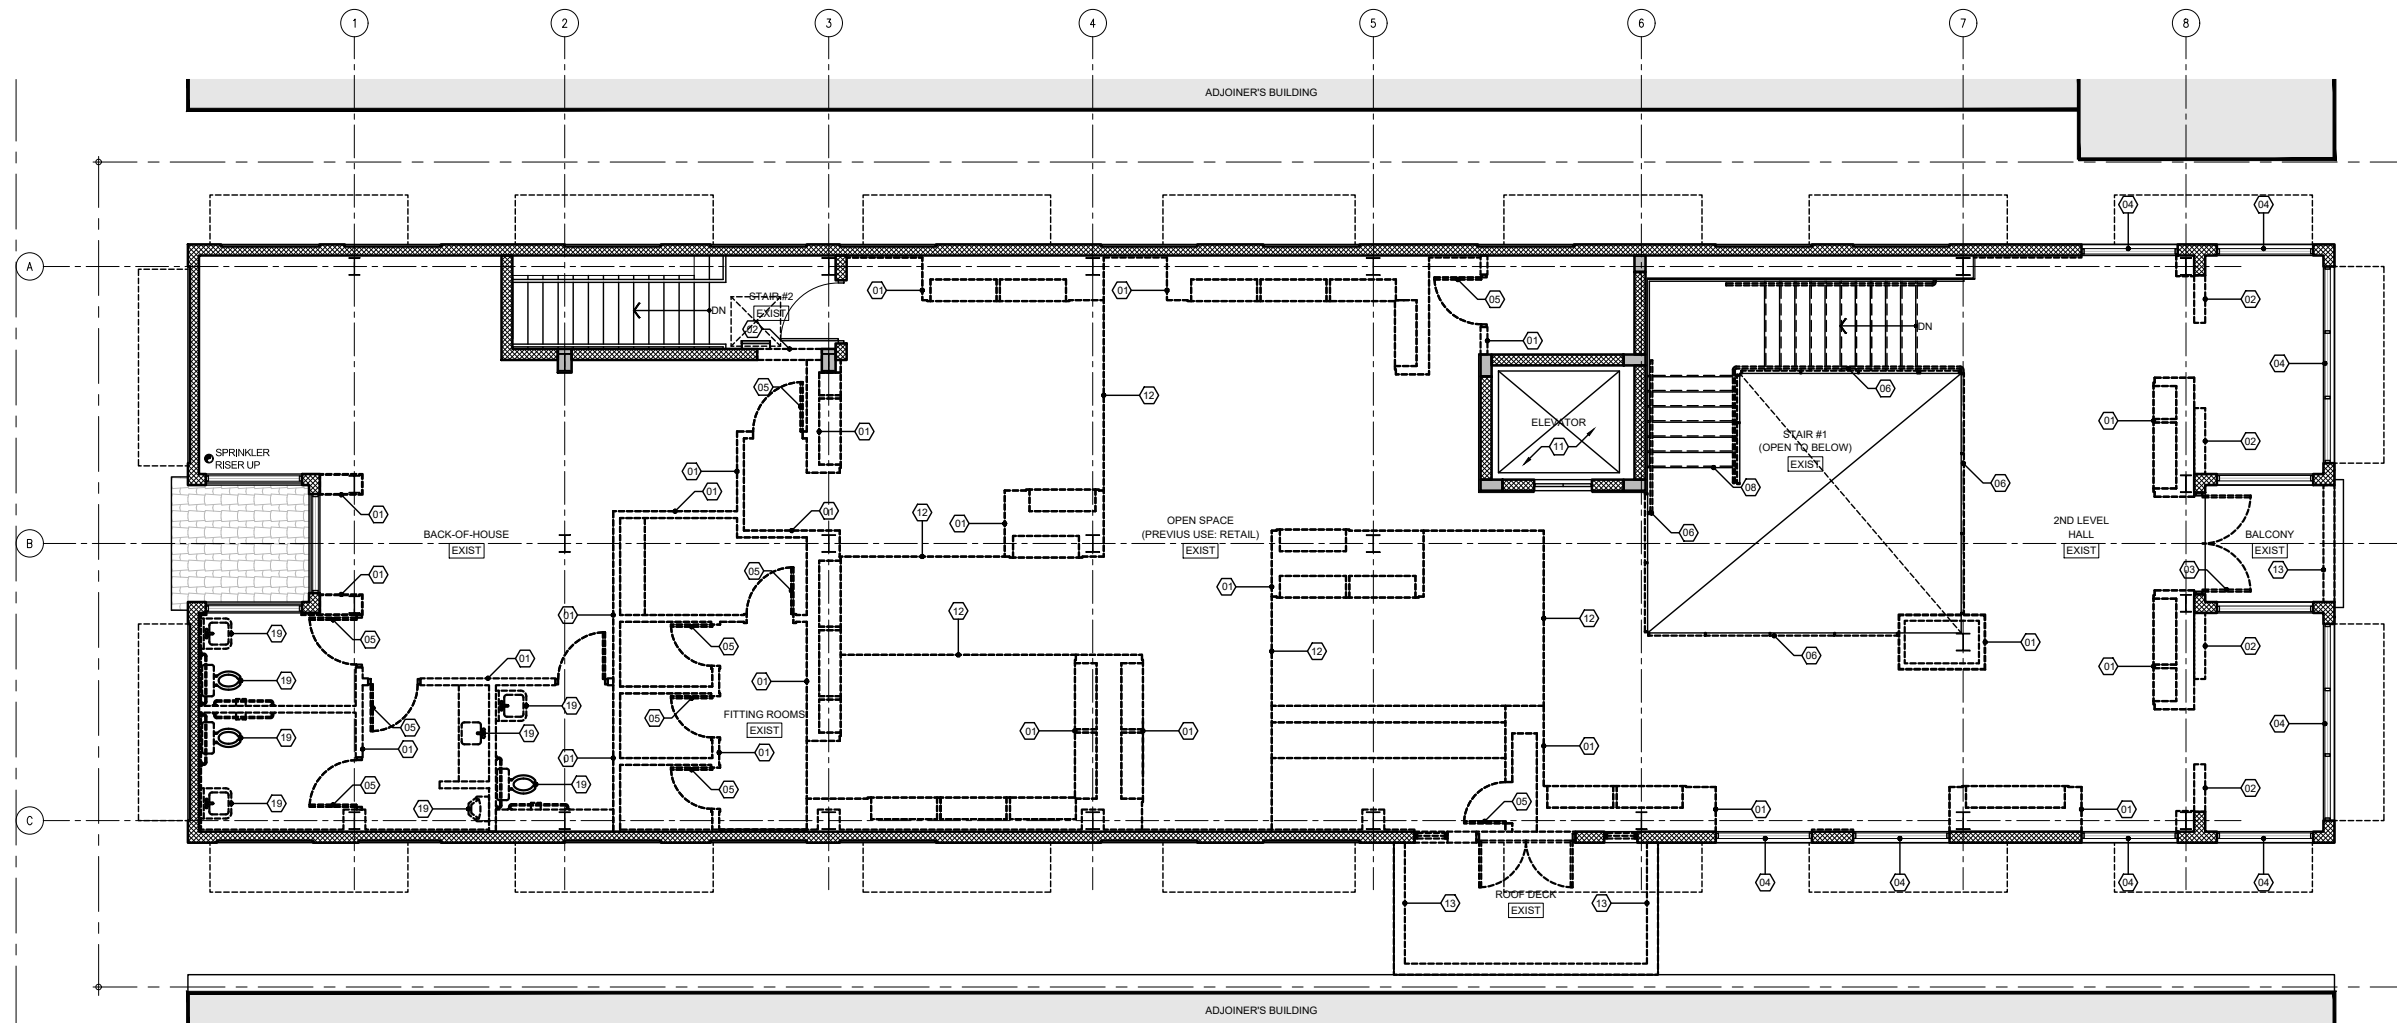 1 2 3 4 5 6 7 8
ADJOINER'S BUILDING
04 04
A
STAIR #2
EXIST
01 01 05 02
DN
DN
02
01
04
05
06
12
ELEVATOR
01
01
STAIR #1
(OPEN TO BELOW)
EXIST
02
11
SPRINKLER
RISER UP
01
06
08
01
01
01
12
01
OPEN SPACE
(PREVIUS USE: RETAIL)
EXIST
06
2ND LEVEL
HALL
EXIST
BACK-OF-HOUSE
EXIST
BALCONY
EXIST
B
01
05
01
03
13
01
12
12
19
05
05
12
06
01
02
01
01
19
01
19
05
FITTING ROOMS
EXIST
05
19
01
19
01
01
01
01
01
04
05
19
05
02
19
19
05
01
01
C
04 04 04 04
ROOF DECK
EXIST
13
13
ADJOINER'S BUILDING